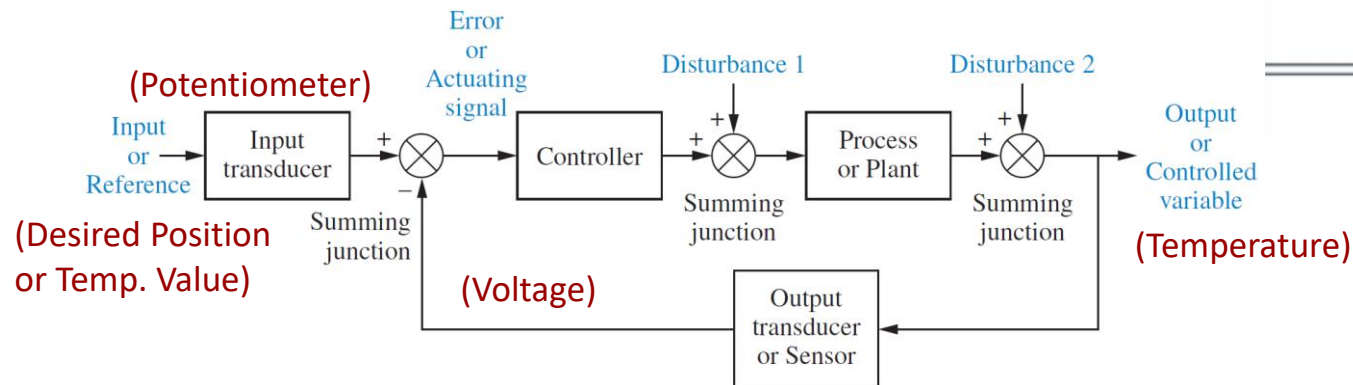 Error
or
Actuating
signal
Disturbance 1
Disturbance 2
(Potentiometer)
Input
or
Reference
Input
transducer
+
−
Summing
junction
Controller
+
+
Summing
junction
Process
or Plant
+
+
Summing
junction
Output
or
Controlled
variable
(Desired Position
or Temp. Value)
(Voltage)
(Temperature)
Output
transducer
or Sensor